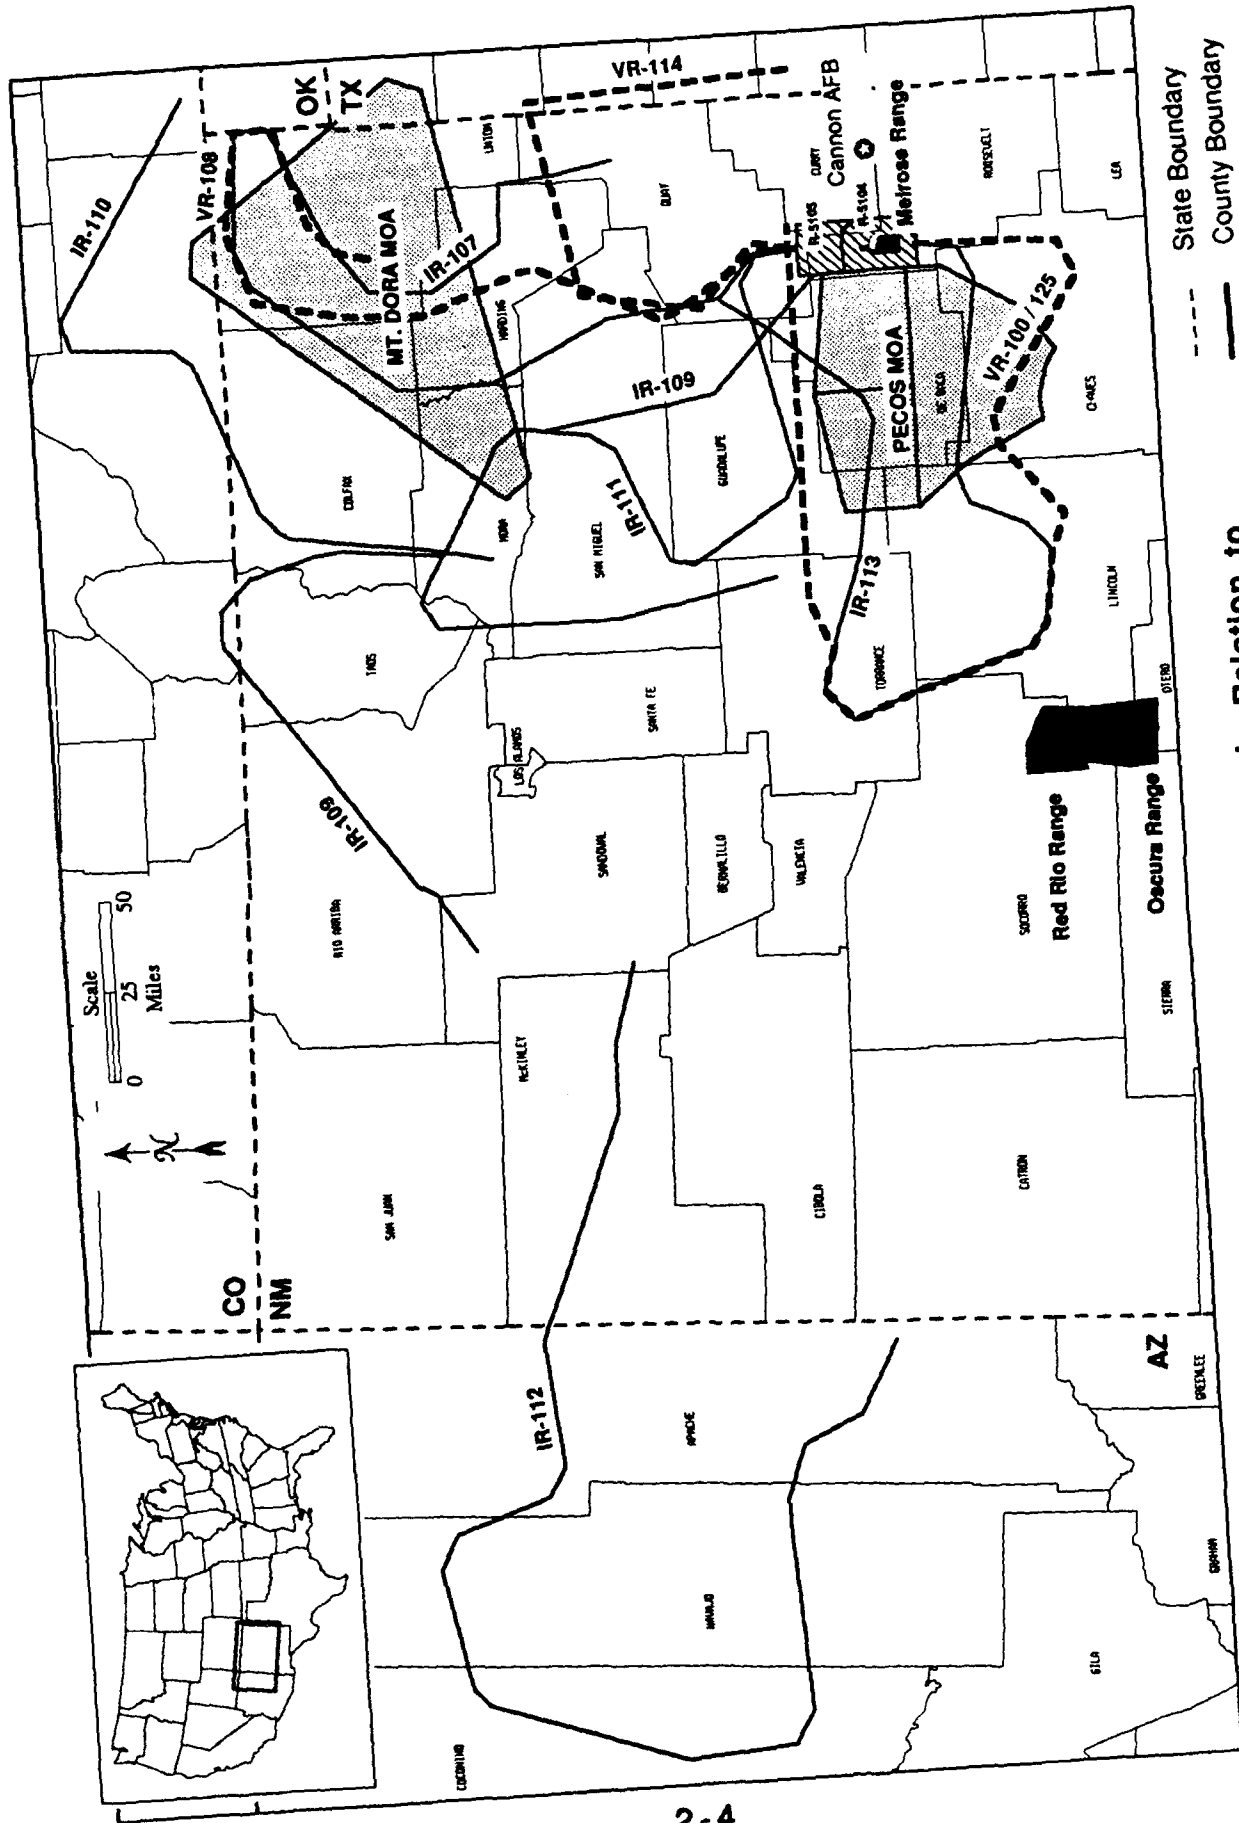 Scale
0 25 50
Miles
N
CO
NM
OK
TX
AZ
IR-110
VR-108
MT. DORA MOA
IR-107
VR-114
IR-109
IR-109
IR-111
IR-112
IR-113
PECOS MOA
VR-100 / 125
Cannon AFB
R-5105
R-5104
Melrose Range
Red Rio Range
Oscura Range
UNION
HARDING
QUAY
CURRY
ROOSEVELT
LEA
COLFAX
MORA
SAN MIGUEL
GUADALUPE
DE BACA
CHAVES
TAOS
LOS ALAMOS
SANTA FE
TORRANCE
LINCOLN
OTERO
RIO ARRIBA
SANDOVAL
BERNALILLO
VALENCIA
SOCORRO
SIERRA
SAN JUAN
McKINLEY
CIBOLA
CATRON
APACHE
GREENLEE
NAVAJO
GRAHAM
GILA
COCONINO
State Boundary
County Boundary
Relation to
2-4